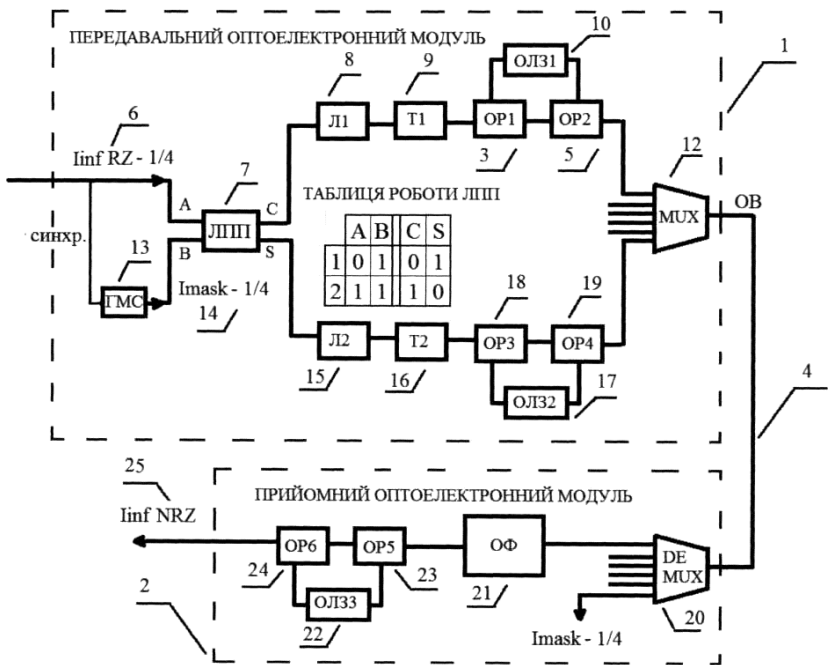 ПЕРЕДАВАЛЬНИЙ ОПТОЕЛЕКТРОННИЙ МОДУЛЬ
10
ОЛЗ1
1
8
9
6
Л1
Т1
ОР1
ОР2
3
5
12
Iinf RZ - 1/4
7
ТАБЛИЦЯ РОБОТИ ЛПП
A
C
ЛПП
MUX
ОВ
синхр.
B
S
A B C S
1 0 1 0 1
2 1 1 1 0
13
ГМС
Imask - 1/4
14
18
19
Л2
Т2
ОР3
ОР4
15
16
ОЛЗ2
17
4
25
ПРИЙОМНИЙ ОПТОЕЛЕКТРОННИЙ МОДУЛЬ
Iinf NRZ
ОР6
ОР5
ОФ
DE
MUX
24
23
21
ОЛЗ3
22
20
2
Imask - 1/4